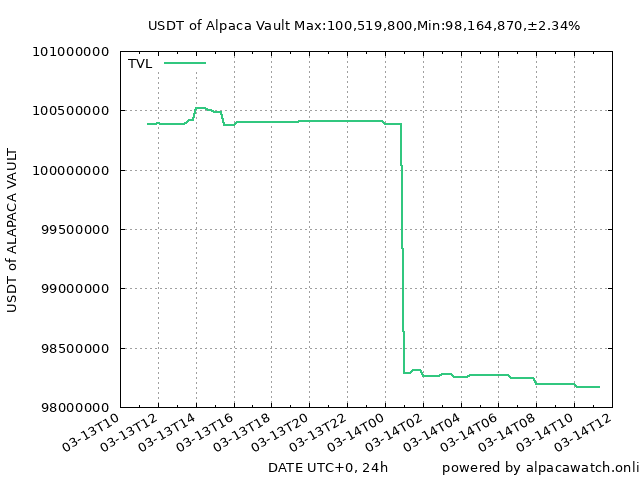 USDT of Alpaca Vault Max:100,519,800,Min:98,164,870,±2.34%
TVL
101000000
100500000
100000000
99500000
99000000
98500000
98000000
USDT of ALAPACA VAULT
03-13T10
03-13T12
03-13T14
03-13T16
03-13T18
03-13T20
03-13T22
03-14T00
03-14T02
03-14T04
03-14T06
03-14T08
03-14T10
03-14T12
DATE UTC+0, 24h
powered by alpacawatch.onli